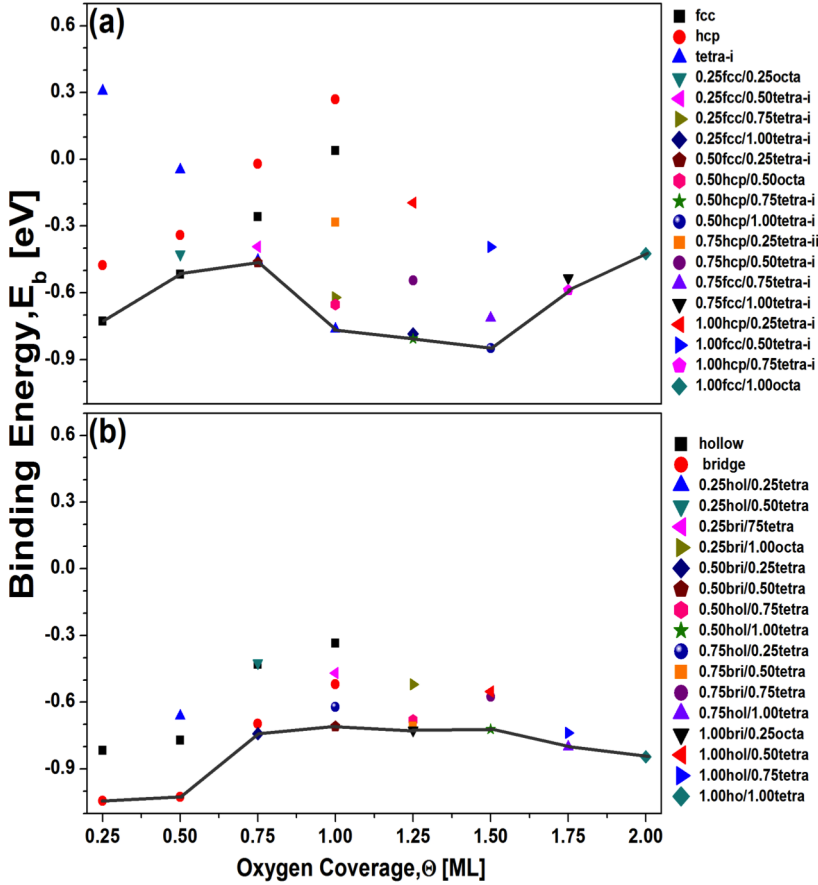 (a)
0.6
0.3
0.0
-0.3
-0.6
-0.9
fcc
hcp
tetra-i
0.25fcc/0.25octa
0.25fcc/0.50tetra-i
0.25fcc/0.75tetra-i
0.25fcc/1.00tetra-i
0.50fcc/0.25tetra-i
0.50hcp/0.50octa
0.50hcp/0.75tetra-i
0.50hcp/1.00tetra-i
0.75hcp/0.25tetra-ii
0.75hcp/0.50tetra-i
0.75fcc/0.75tetra-i
0.75fcc/1.00tetra-i
1.00hcp/0.25tetra-i
1.00fcc/0.50tetra-i
1.00hcp/0.75tetra-i
1.00fcc/1.00octa
Binding Energy,E_b [eV]
(b)
0.6
0.3
0.0
-0.3
-0.6
-0.9
hollow
bridge
0.25hol/0.25tetra
0.25hol/0.50tetra
0.25bri/75tetra
0.25bri/1.00octa
0.50bri/0.25tetra
0.50bri/0.50tetra
0.50hol/0.75tetra
0.50hol/1.00tetra
0.75hol/0.25tetra
0.75bri/0.50tetra
0.75bri/0.75tetra
0.75hol/1.00tetra
1.00bri/0.25octa
1.00hol/0.50tetra
1.00hol/0.75tetra
1.00ho/1.00tetra
0.25 0.50 0.75 1.00 1.25 1.50 1.75 2.00
Oxygen Coverage,Θ [ML]